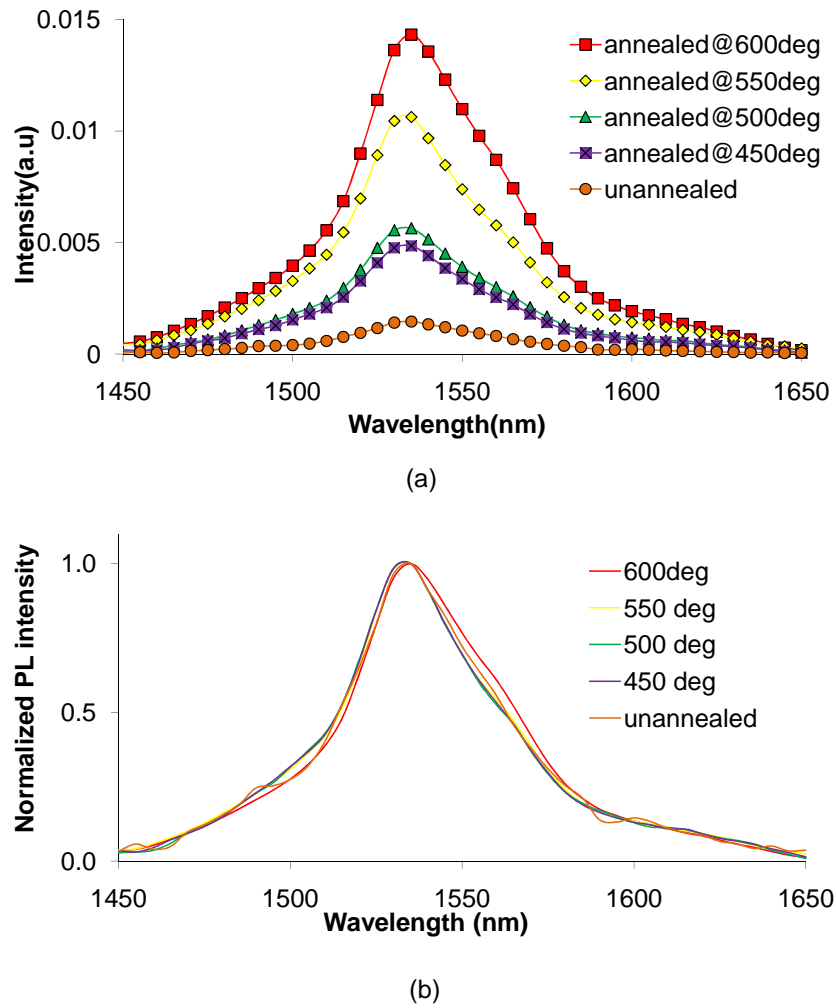 0.015
0.01
0.005
0
Intensity(a.u)
annealed@600deg
annealed@550deg
annealed@500deg
annealed@450deg
unannealed
1450
1500
1550
1600
1650
Wavelength(nm)
(a)
1.0
0.5
0.0
Normalized PL intensity
600deg
550 deg
500 deg
450 deg
unannealed
1450
1500
1550
1600
1650
Wavelength (nm)
(b)